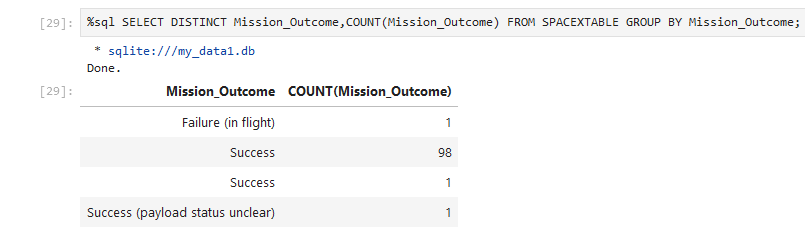 [29]: %sql SELECT DISTINCT Mission_Outcome,COUNT(Mission_Outcome) FROM SPACEXTABLE GROUP BY Mission_Outcome;
* sqlite:///my_data1.db
Done.
[29]: Mission_Outcome COUNT(Mission_Outcome)
Failure (in flight) 1
Success 98
Success 1
Success (payload status unclear) 1